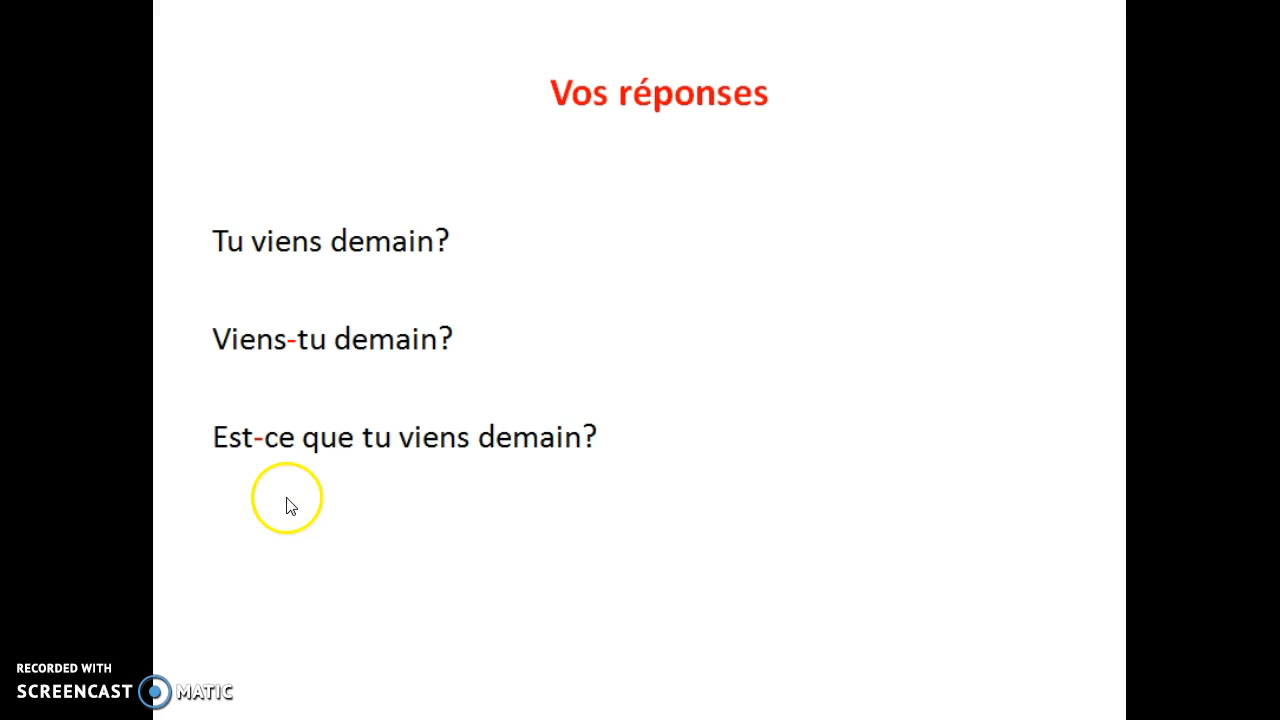 Vos réponses
Tu viens demain?
Viens-tu demain?
Est-ce que tu viens demain?
RECORDED WITH
SCREENCAST MATIC